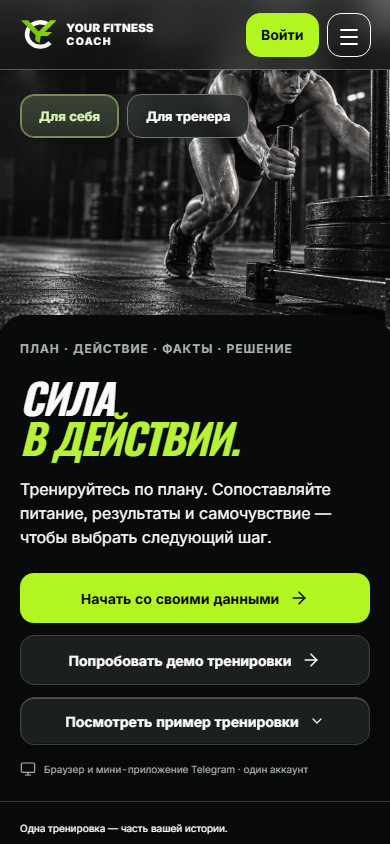 YOUR FITNESS
COACH
Войти
Для себя
Для тренера
ПЛАН · ДЕЙСТВИЕ · ФАКТЫ · РЕШЕНИЕ
СИЛА
В ДЕЙСТВИИ.
Тренируйтесь по плану. Сопоставляйте
питание, результаты и самочувствие —
чтобы выбрать следующий шаг.
Начать со своими данными
Попробовать демо тренировки
Посмотреть пример тренировки
Браузер и мини-приложение Telegram · один аккаунт
Одна тренировка — часть вашей истории.